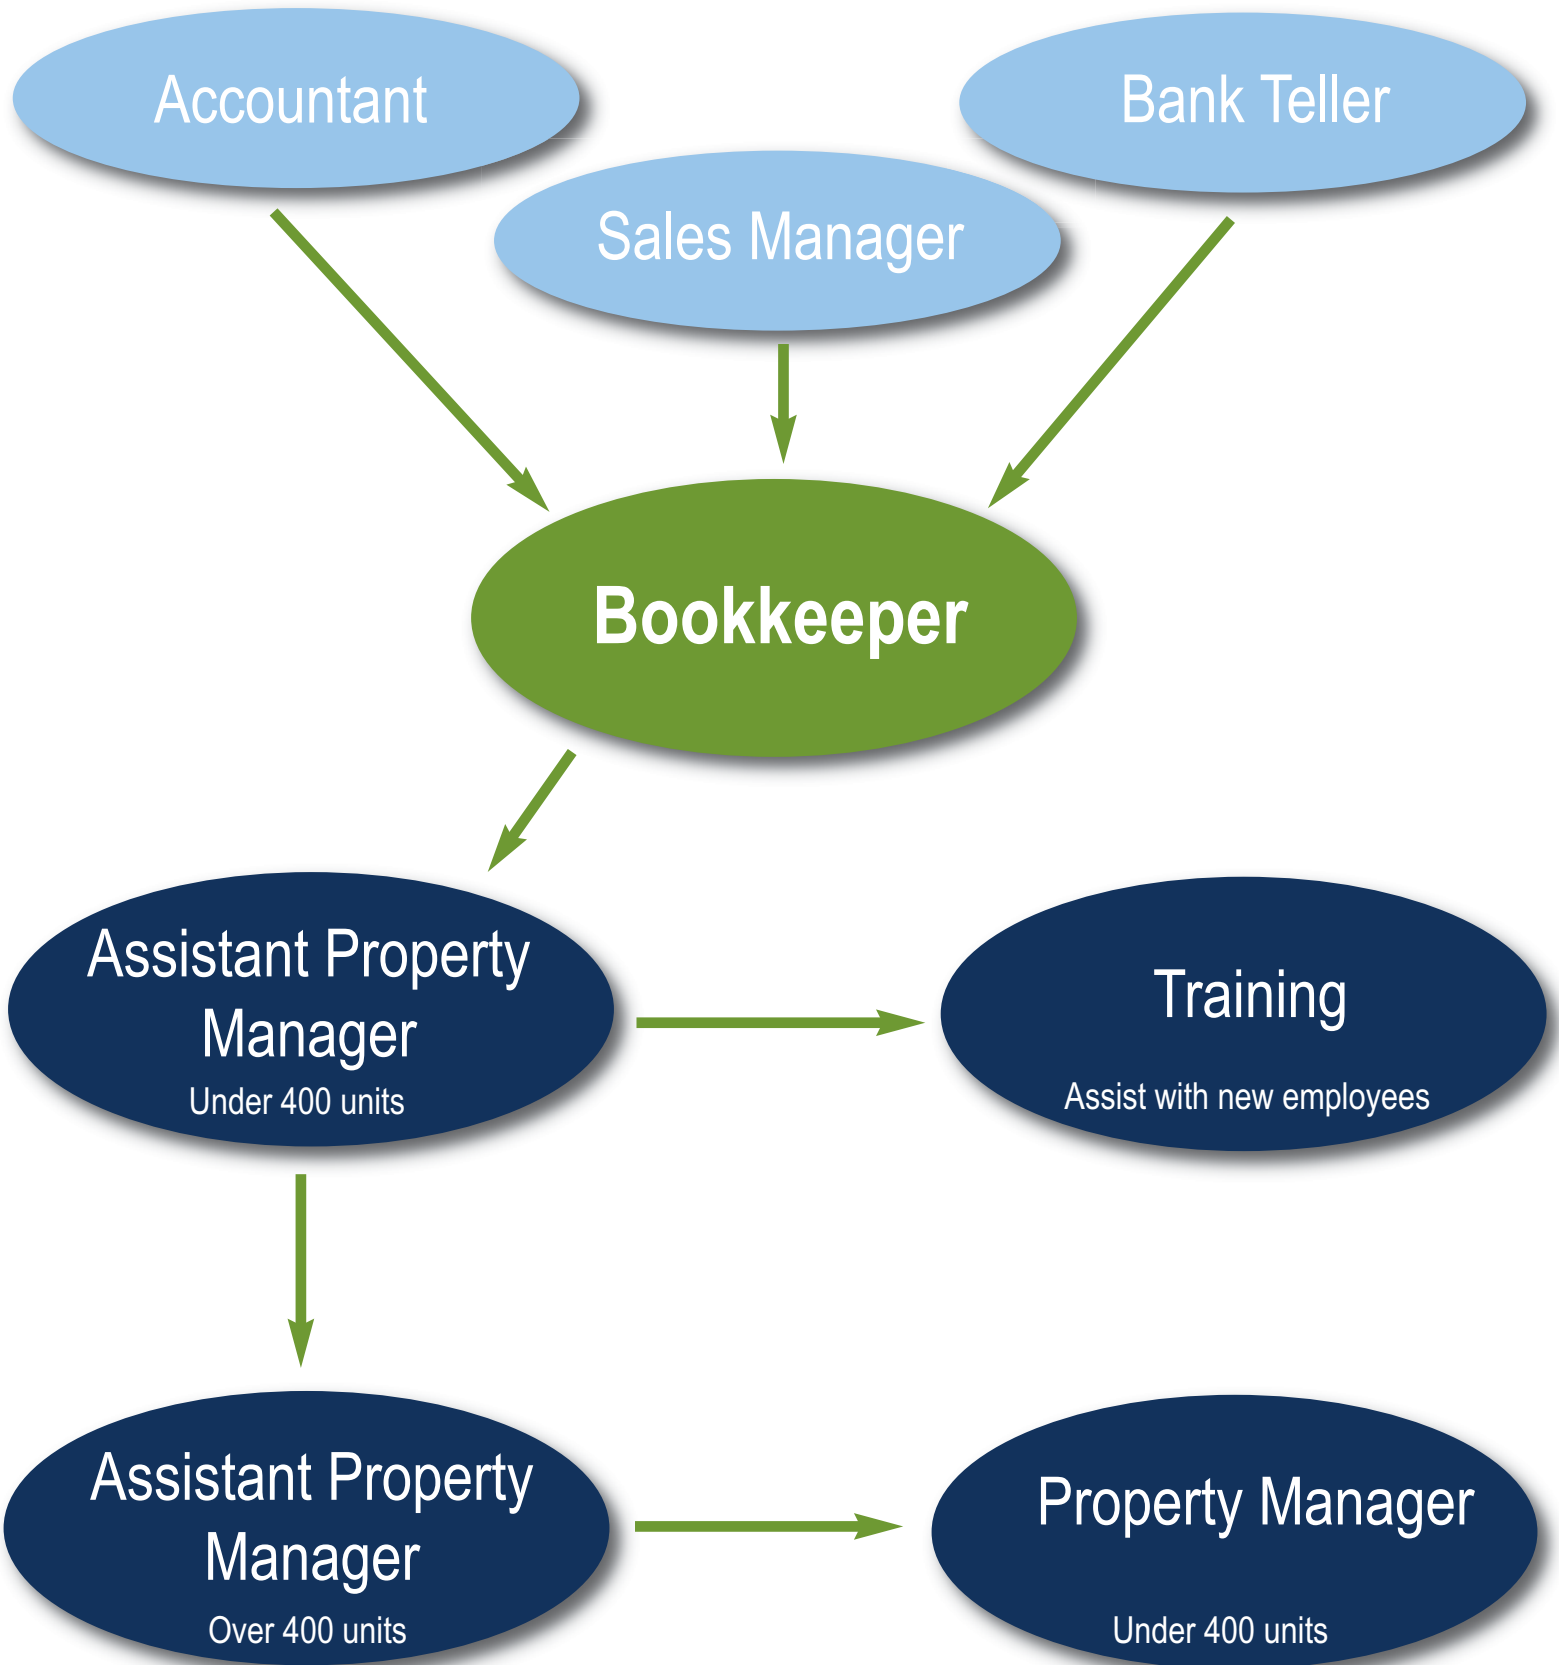 Accountant
Bank Teller
Sales Manager
Bookkeeper
Assistant Property
Manager
Under 400 units
Training
Assist with new employees
Assistant Property
Manager
Over 400 units
Property Manager
Under 400 units